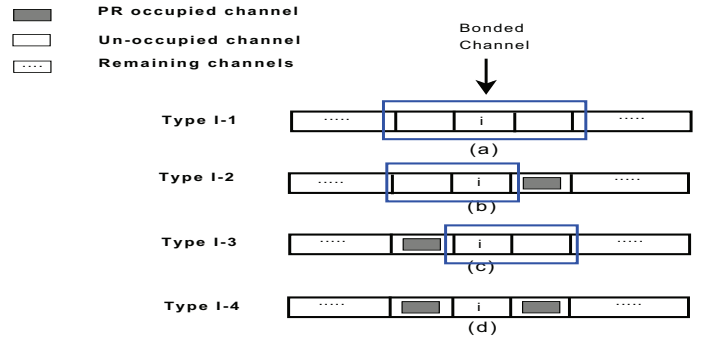 PR occupied channel
Un-occupied channel
.... Remaining channels
Bonded
Channel
Type I-1 ..... i .....
(a)
Type I-2 ..... i .....
(b)
Type I-3 ..... i .....
(c)
Type I-4 ..... i .....
(d)